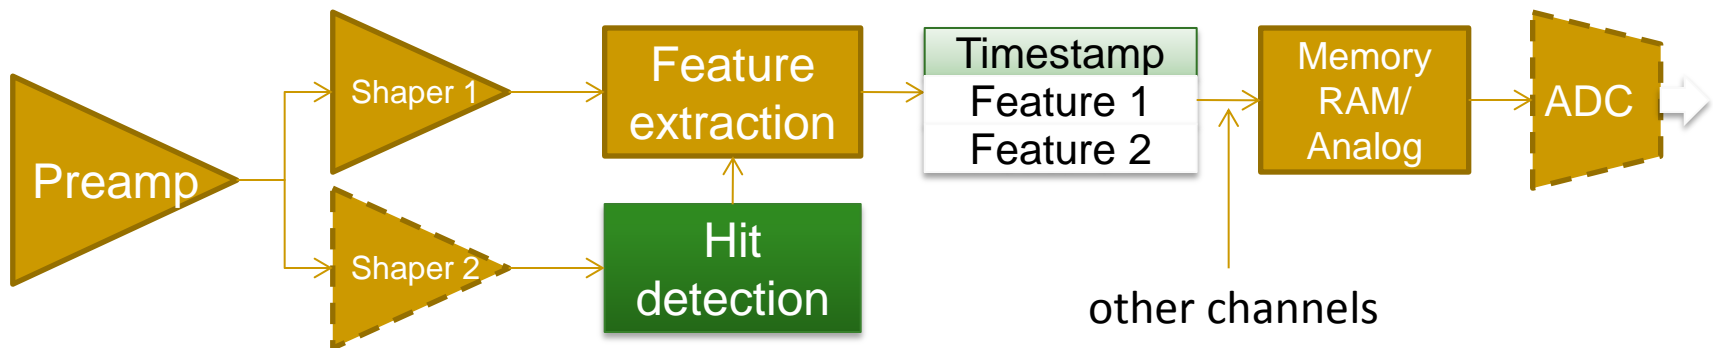 Preamp
Shaper 1
Shaper 2
Feature
extraction
Hit
detection
Timestamp
Feature 1
Feature 2
other channels
Memory
RAM/
Analog
ADC